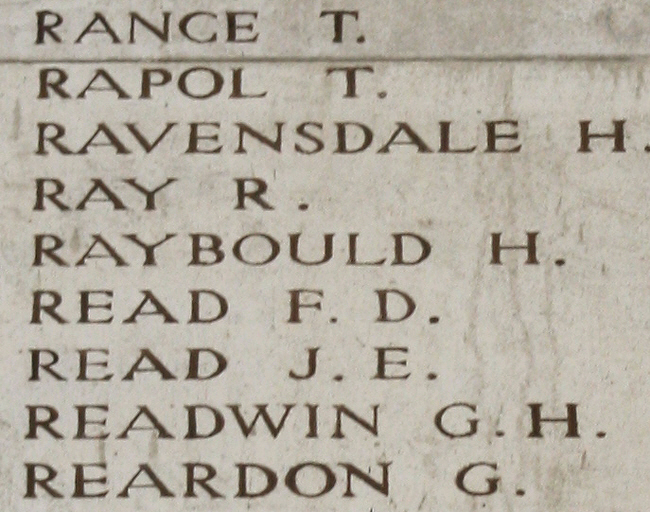 RANCE T.
RAPOL T.
RAVENSDALE H.
RAY R.
RAYBOULD H.
READ F. D.
READ J. E.
READWIN G. H.
REARDON G.